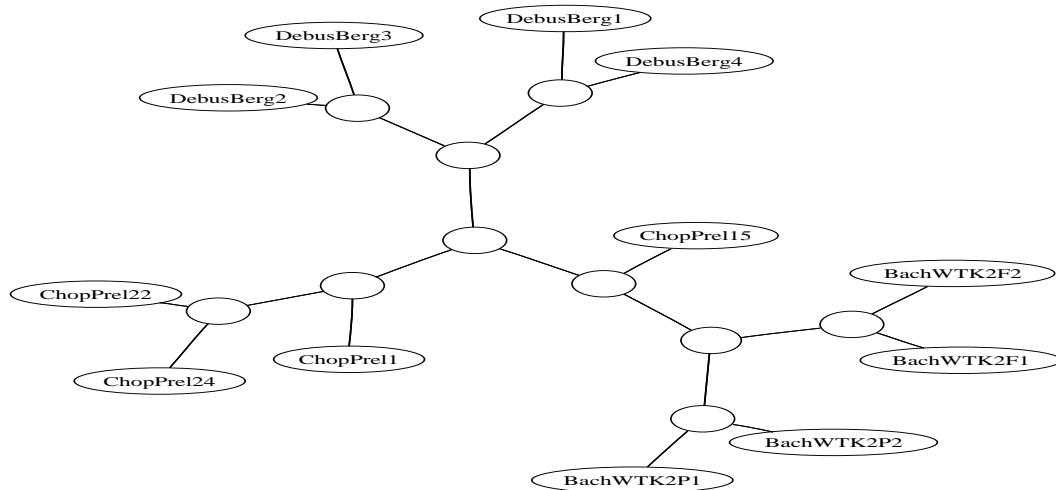 DebusBerg1
DebusBerg3
DebusBerg4
DebusBerg2
ChopPrel15
BachWTK2F2
ChopPrel22
ChopPrel1
BachWTK2F1
ChopPrel24
BachWTK2P2
BachWTK2P1